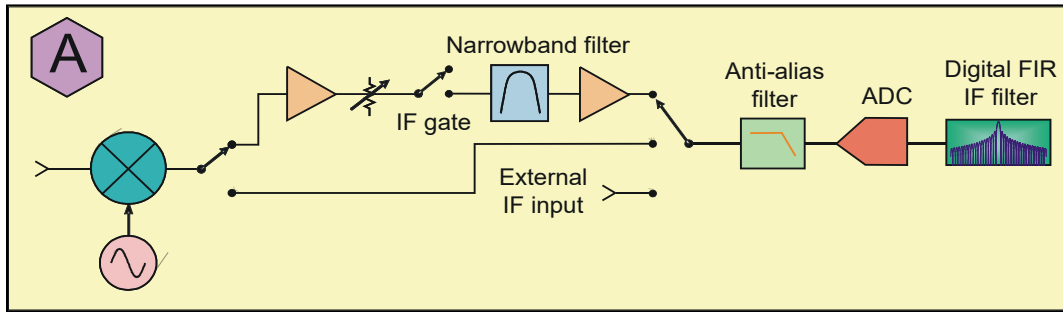 A
Narrowband filter
IF gate
Anti-alias
filter
ADC
Digital FIR
IF filter
External
IF input